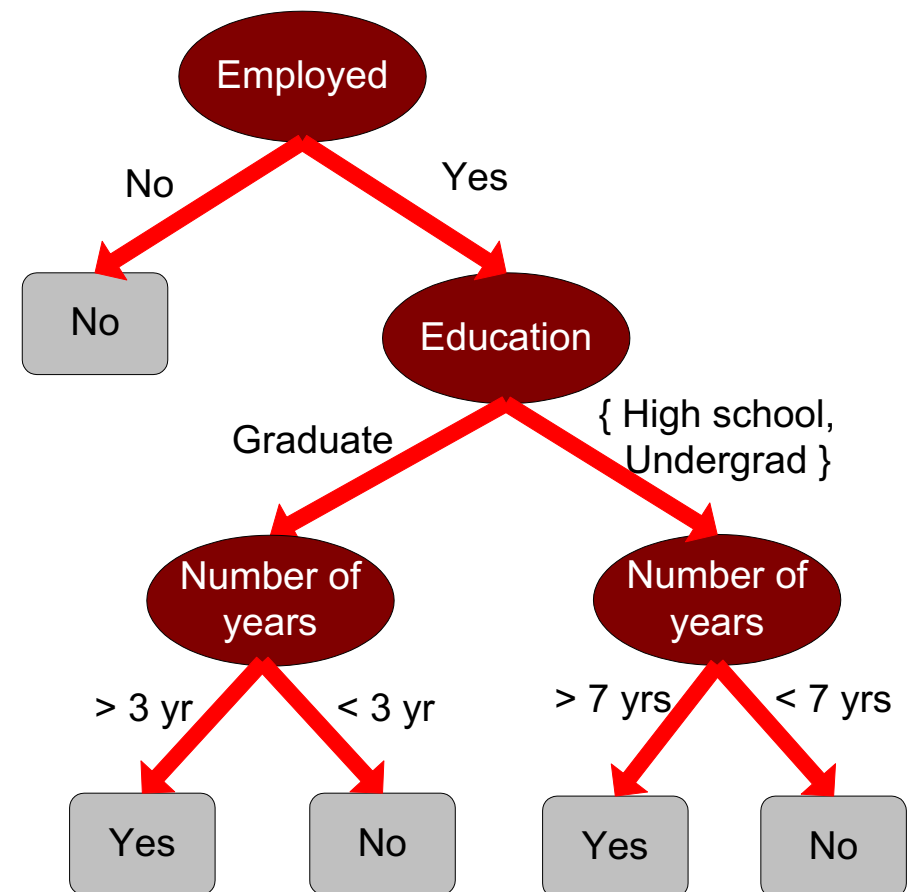 Employed
No
Yes
No
Education
Graduate
{ High school,
Undergrad }
Number of
years
Number of
years
> 3 yr
< 3 yr
> 7 yrs
< 7 yrs
Yes
No
Yes
No